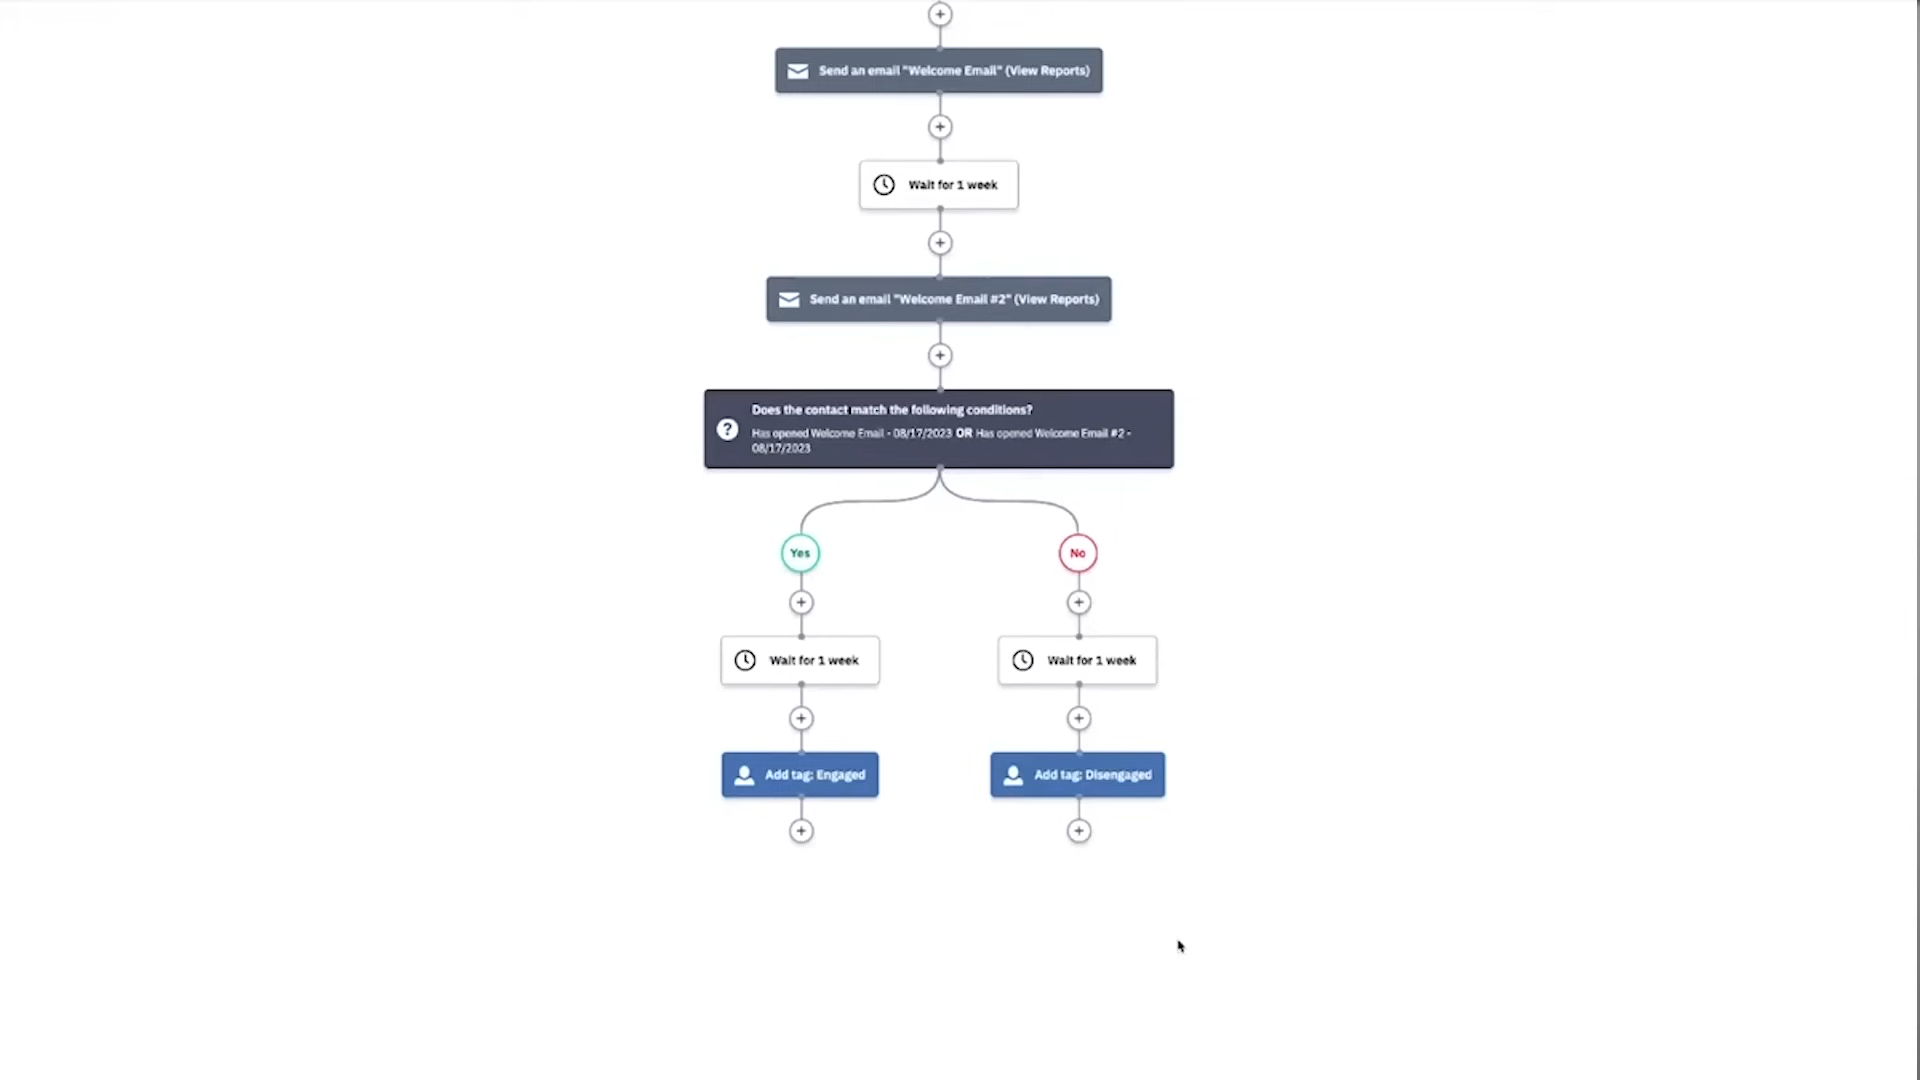 Send an email "Welcome Email" (View Reports)
Wait for 1 week
Send an email "Welcome Email #2" (View Reports)
Does the contact match the following conditions?
Has opened Welcome Email - 08/17/2023 OR Has opened Welcome Email #2 -
08/17/2023
Yes
No
Wait for 1 week
Wait for 1 week
Add tag: Engaged
Add tag: Disengaged